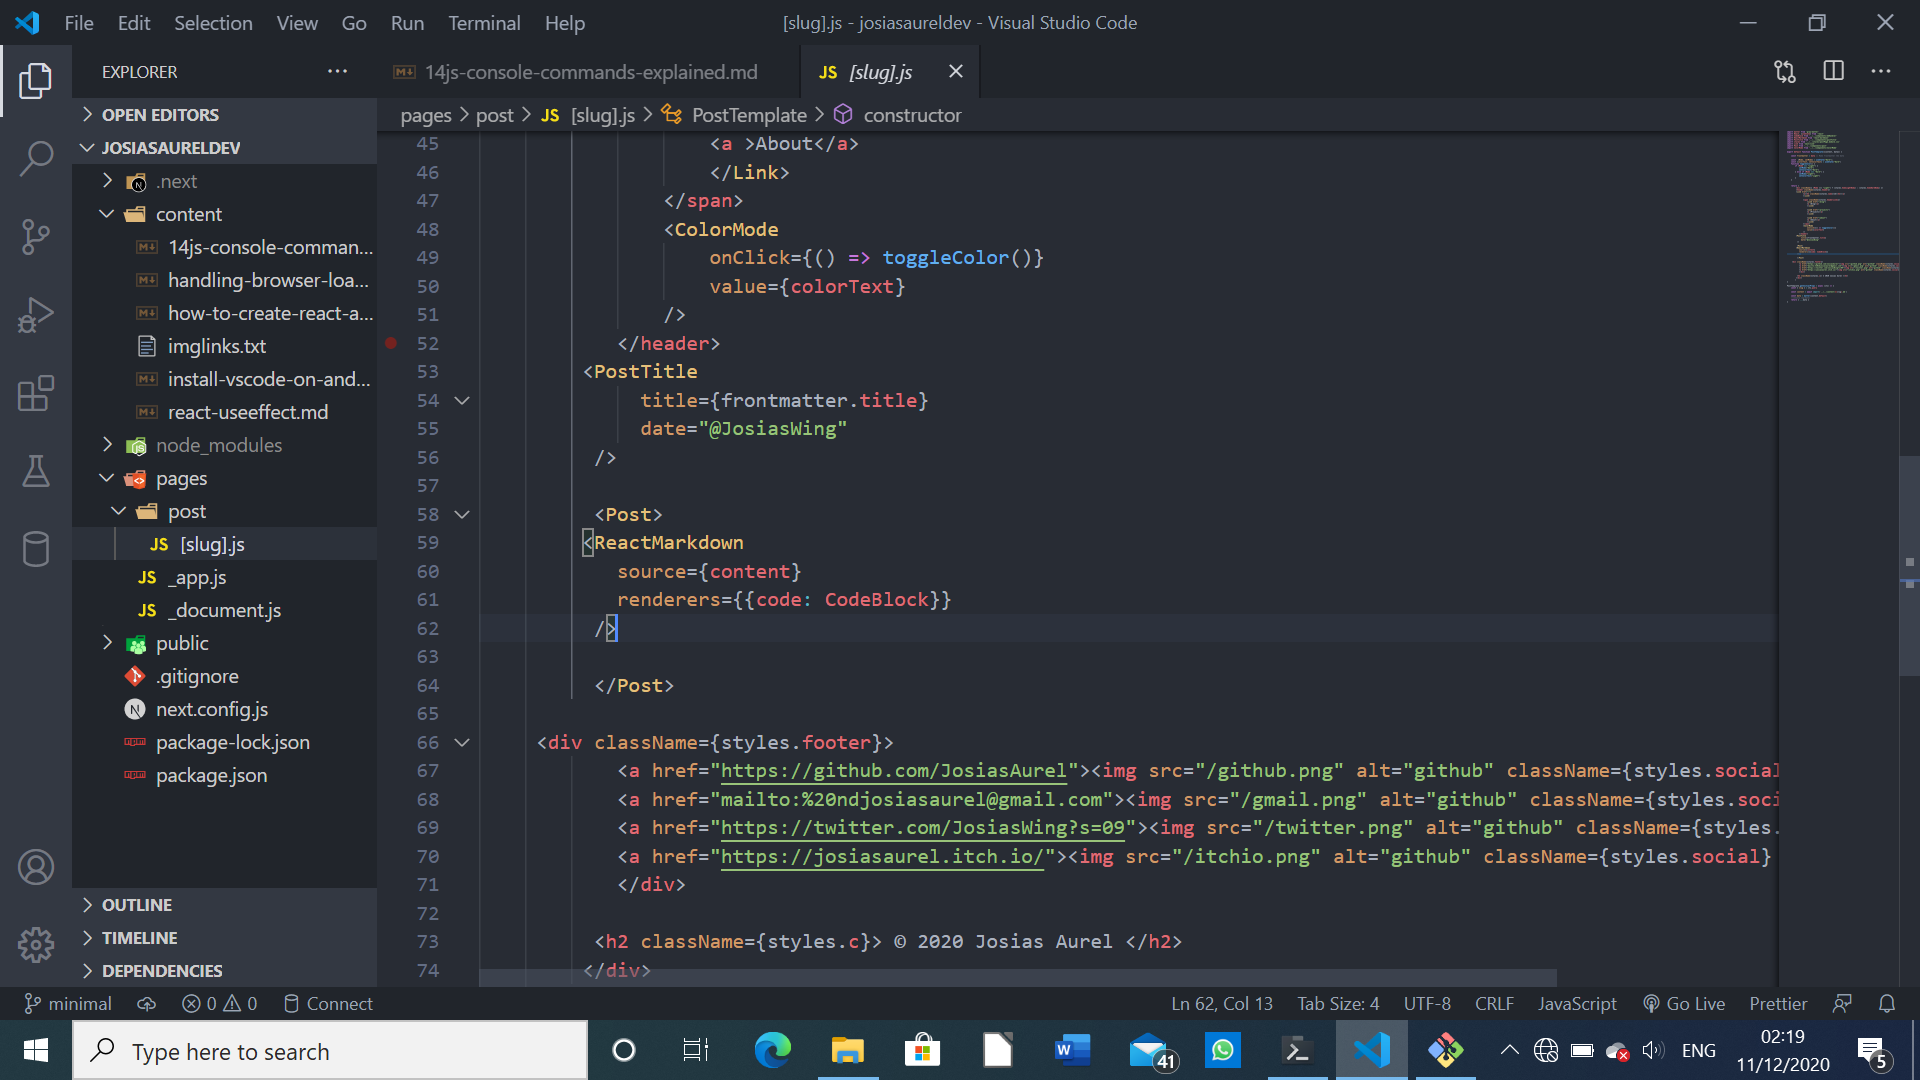 File Edit Selection View Go Run Terminal Help
[slug].js - josiasaureldev - Visual Studio Code
EXPLORER
OPEN EDITORS
JOSIASAURELDEV
.next
content
14js-console-comman...
handling-browser-loa...
how-to-create-react-a...
imglinks.txt
install-vscode-on-and...
react-useeffect.md
node_modules
pages
post
JS [slug].js
JS _app.js
JS _document.js
public
.gitignore
N next.config.js
package-lock.json
package.json
OUTLINE
TIMELINE
DEPENDENCIES
14js-console-commands-explained.md
JS [slug].js
pages > post > JS [slug].js > PostTemplate > constructor
45 <a >About</a>
46 </Link>
47 </span>
48 <ColorMode
49 onClick={() => toggleColor()}
50 value={colorText}
51 />
52 </header>
53 <PostTitle
54 title={frontmatter.title}
55 date="@JosiasWing"
56 />
57
58 <Post>
59 <ReactMarkdown
60 source={content}
61 renderers={{code: CodeBlock}}
62 />
63
64 </Post>
65
66 <div className={styles.footer}>
67 <a href="https://github.com/JosiasAurel"><img src="/github.png" alt="github" className={styles.social
68 <a href="mailto:%20ndjosiasaurel@gmail.com"><img src="/gmail.png" alt="github" className={styles.soci
69 <a href="https://twitter.com/JosiasWing?s=09"><img src="/twitter.png" alt="github" className={styles.
70 <a href="https://josiasaurel.itch.io/"><img src="/itchio.png" alt="github" className={styles.social}
71 </div>
72
73 <h2 className={styles.c}> © 2020 Josias Aurel </h2>
74 </div>
minimal 0 0 Connect
Ln 62, Col 13 Tab Size: 4 UTF-8 CRLF JavaScript Go Live Prettier
Type here to search
W
41
ENG
02:19
11/12/2020
5